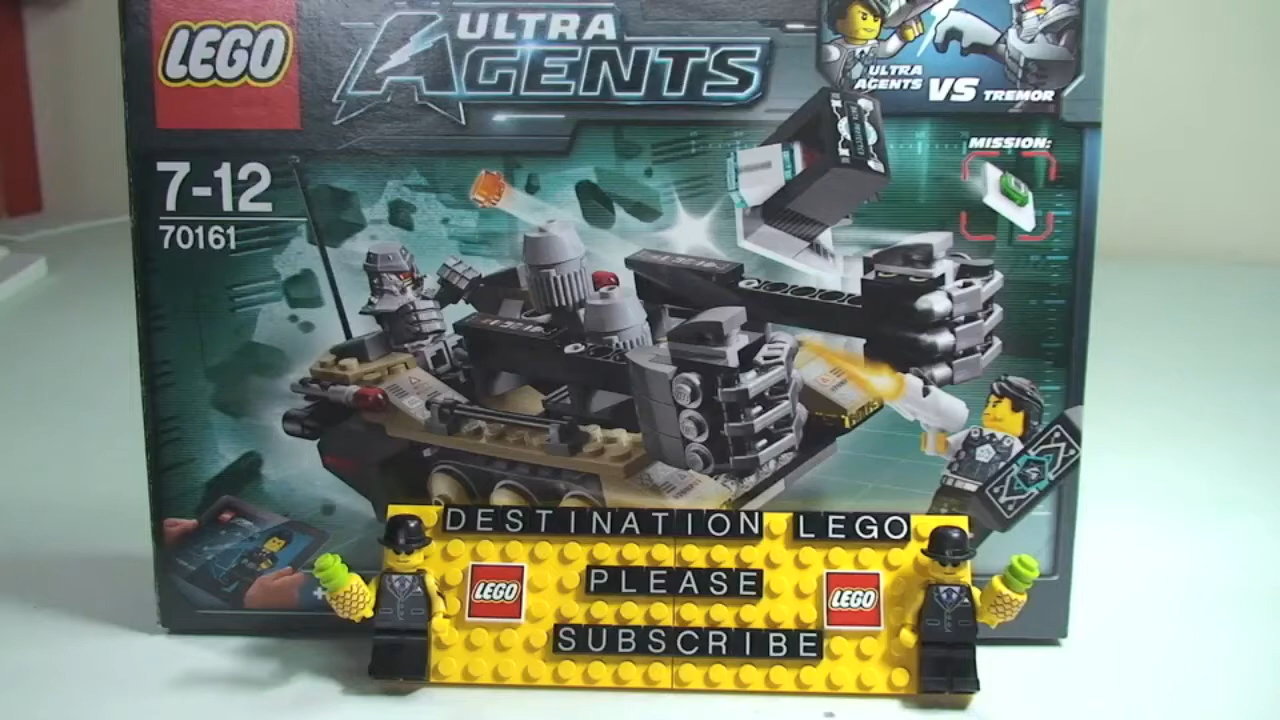 LEGO
ULTRA
AGENTS
ULTRA
AGENTS VS TREMOR
7-12
70161
MISSION:
DESTINATION LEGO
LEGO PLEASE LEGO
SUBSCRIBE